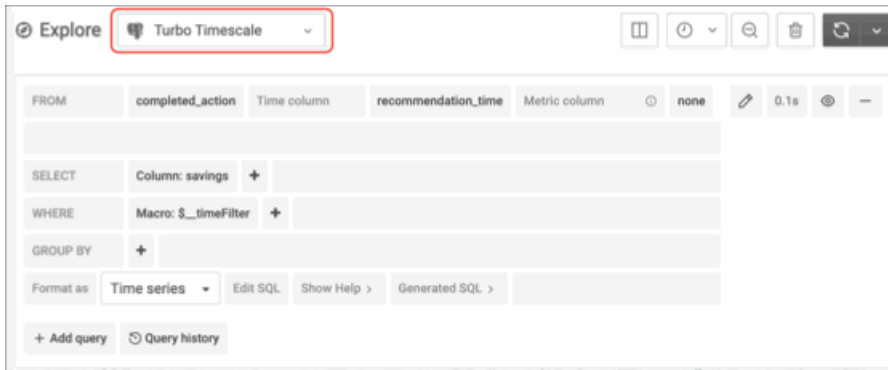 Explore Turbo Timescale
FROM completed_action Time column recommendation_time Metric column none 0.1s
SELECT Column: savings +
WHERE Macro: $__timeFilter +
GROUP BY +
Format as Time series Edit SQL Show Help > Generated SQL >
+ Add query Query history